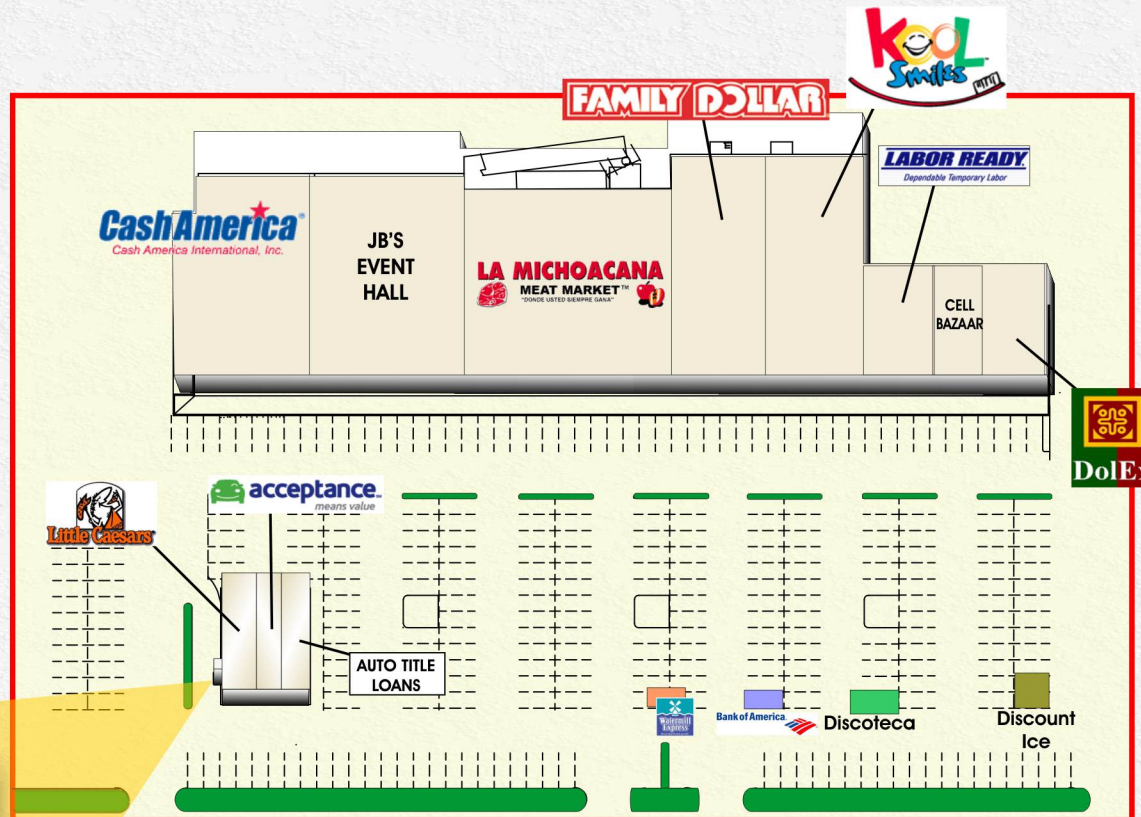 KOOL
Smiles
FAMILY DOLLAR
LABOR READY
Dependable Temporary Labor
CashAmerica
Cash America International, Inc.
JB'S
EVENT
HALL
LA MICHOACANA
MEAT MARKET™
"DONDE USTED SIEMPRE GANA"
CELL
BAZAAR
DolEx
Little Caesars
acceptance
means value
AUTO TITLE
LOANS
Watermill
Express
Bank of America
Discoteca
Discount
Ice